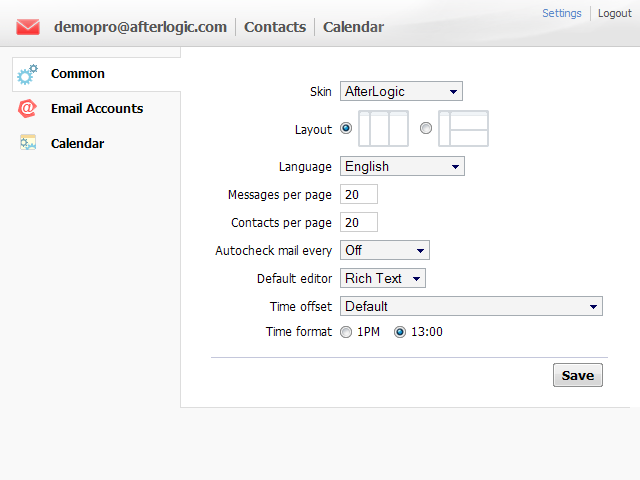 demopro@afterlogic.com Contacts Calendar Settings Logout
Common
Email Accounts
Calendar
Skin AfterLogic
Layout
Language English
Messages per page 20
Contacts per page 20
Autocheck mail every Off
Default editor Rich Text
Time offset Default
Time format 1PM 13:00
Save